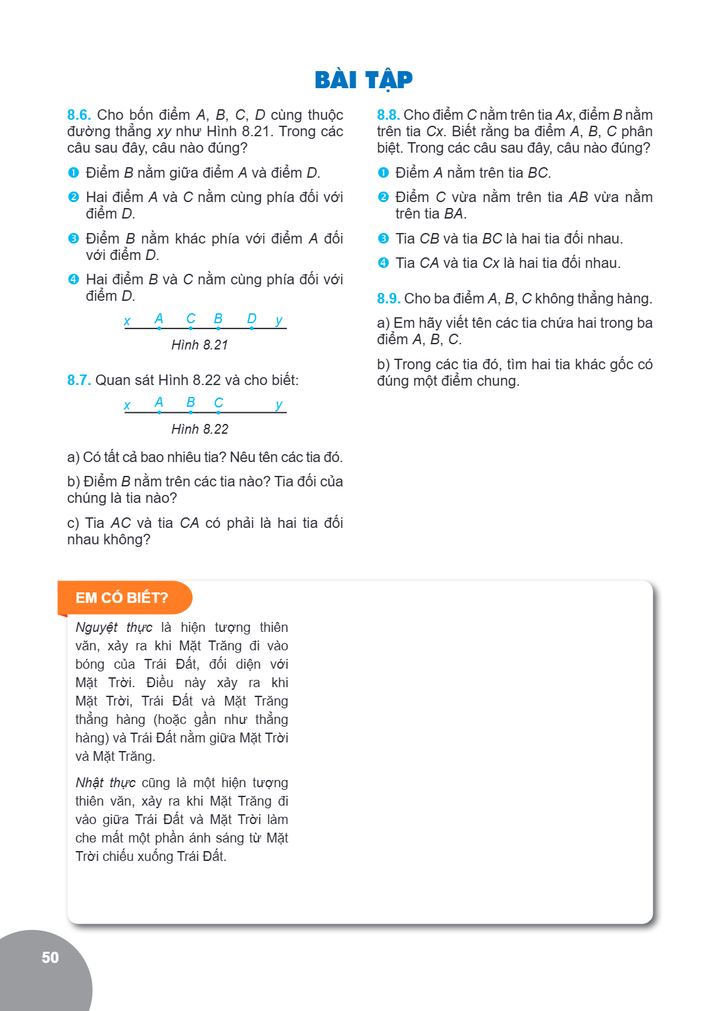 BÀI TẬP
8.6. Cho bốn điểm A, B, C, D cùng thuộc
đường thẳng xy như Hình 8.21. Trong các
câu sau đây, câu nào đúng?
❶ Điểm B nằm giữa điểm A và điểm D.
❷ Hai điểm A và C nằm cùng phía đối với
điểm D.
❸ Điểm B nằm khác phía với điểm A đối
với điểm D.
❹ Hai điểm B và C nằm cùng phía đối với
điểm D.
x A C B D y
Hình 8.21
8.7. Quan sát Hình 8.22 và cho biết:
x A B C y
Hình 8.22
a) Có tất cả bao nhiêu tia? Nêu tên các tia đó.
b) Điểm B nằm trên các tia nào? Tia đối của
chúng là tia nào?
c) Tia AC và tia CA có phải là hai tia đối
nhau không?
8.8. Cho điểm C nằm trên tia Ax, điểm B nằm
trên tia Cx. Biết rằng ba điểm A, B, C phân
biệt. Trong các câu sau đây, câu nào đúng?
❶ Điểm A nằm trên tia BC.
❷ Điểm C vừa nằm trên tia AB vừa nằm
trên tia BA.
❸ Tia CB và tia BC là hai tia đối nhau.
❹ Tia CA và tia Cx là hai tia đối nhau.
8.9. Cho ba điểm A, B, C không thẳng hàng.
a) Em hãy viết tên các tia chứa hai trong ba
điểm A, B, C.
b) Trong các tia đó, tìm hai tia khác gốc có
đúng một điểm chung.
EM CÓ BIẾT?
Nguyệt thực là hiện tượng thiên
văn, xảy ra khi Mặt Trăng đi vào
bóng của Trái Đất, đối diện với
Mặt Trời. Điều này xảy ra khi
Mặt Trời, Trái Đất và Mặt Trăng
thẳng hàng (hoặc gần như thẳng
hàng) và Trái Đất nằm giữa Mặt Trời
và Mặt Trăng.
Nhật thực cũng là một hiện tượng
thiên văn, xảy ra khi Mặt Trăng đi
vào giữa Trái Đất và Mặt Trời làm
che mất một phần ánh sáng từ Mặt
Trời chiếu xuống Trái Đất.
50